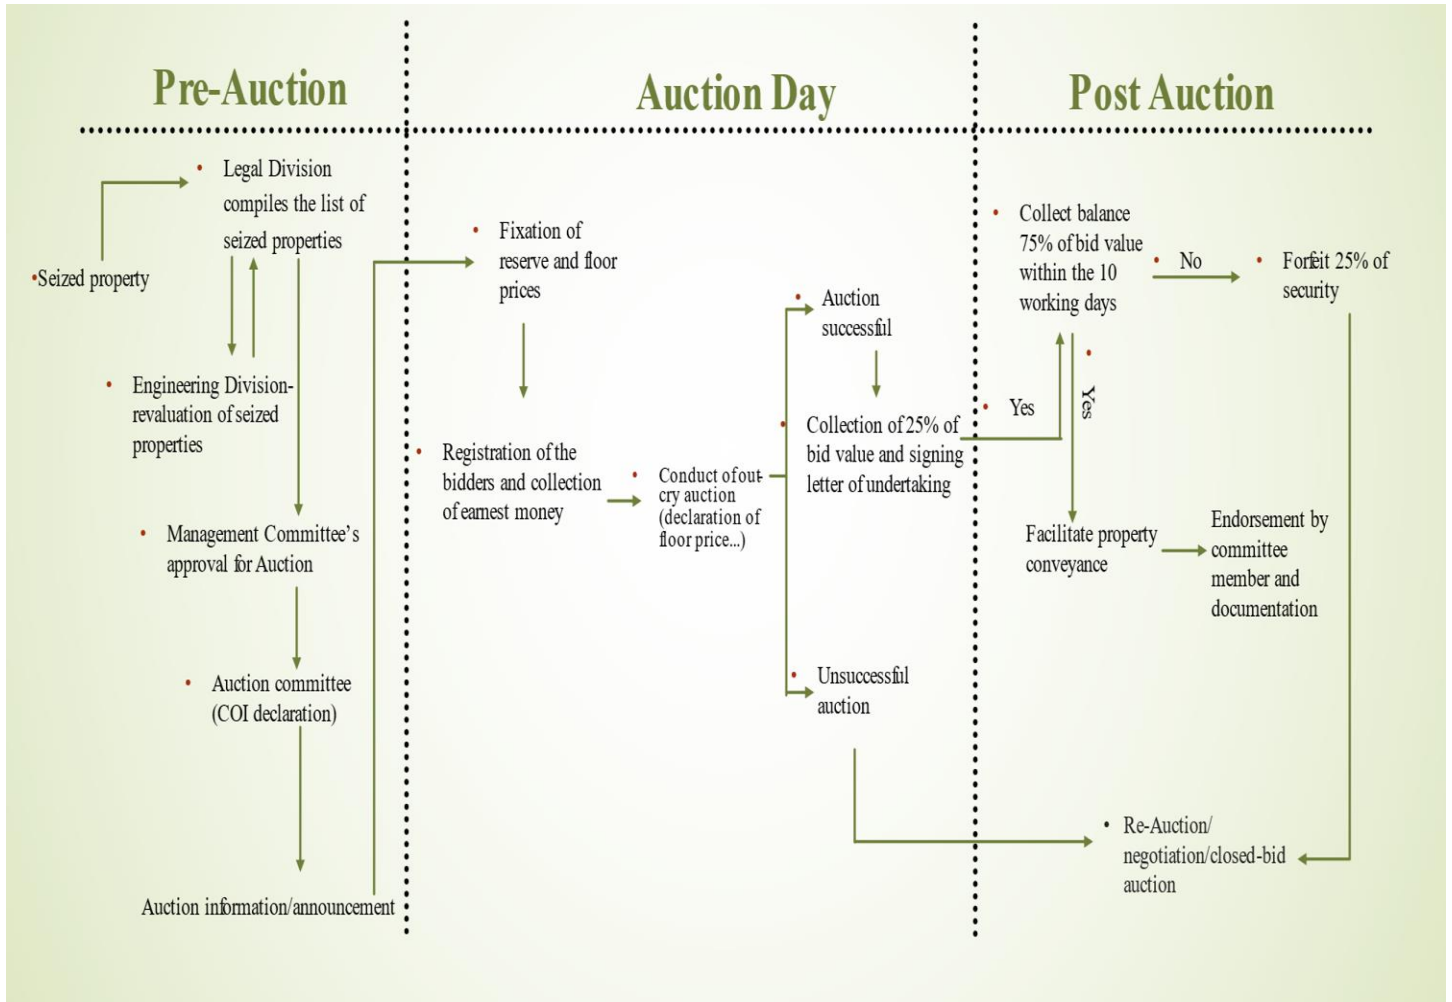 Pre-Auction
Auction Day
Post Auction
• Legal Division
compiles the list of
seized properties
•Seized property
• Engineering Division-
revaluation of seized
properties
• Management Committee’s
approval for Auction
• Auction committee
(COI declaration)
Auction information/announcement
• Fixation of
reserve and floor
prices
• Registration of the
bidders and collection
of earnest money
• Conduct of out-
cry auction
(declaration of
floor price...)
• Auction
successful
• Collection of 25% of
bid value and signing
letter of undertaking
• Unsuccessful
auction
• Yes
• Collect balance
75% of bid value
within the 10
working days
• No
• Forfeit 25% of
security
• Yes
Facilitate property
conveyance
Endorsement by
committee
member and
documentation
• Re-Auction/
negotiation/closed-bid
auction